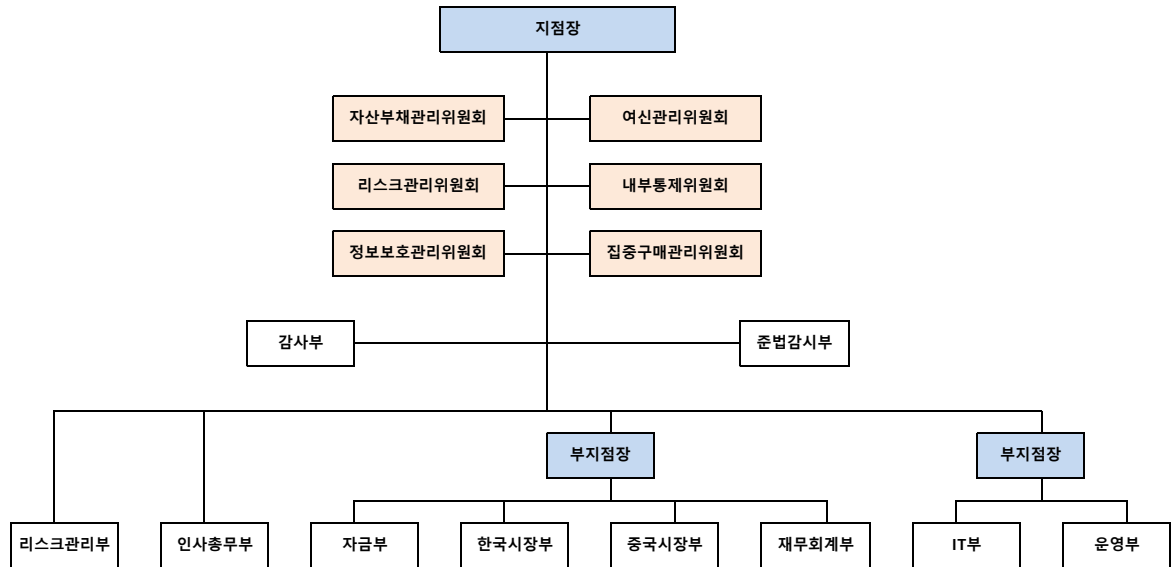 지점장
자산부채관리위원회
여신관리위원회
리스크관리위원회
내부통제위원회
정보보호관리위원회
집중구매관리위원회
감사부
준법감시부
부지점장
부지점장
리스크관리부
인사총무부
자금부
한국시장부
중국시장부
재무회계부
IT부
운영부